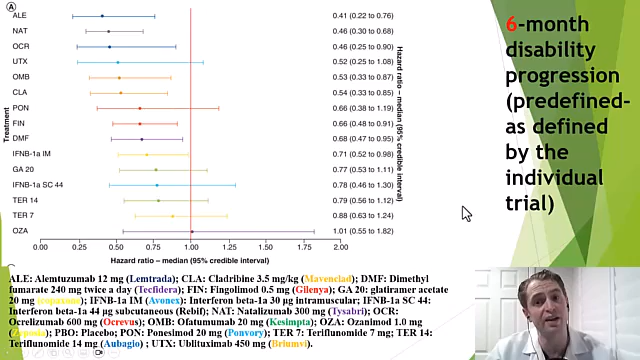 A
ALE 0.41 (0.22 to 0.76)
NAT 0.46 (0.30 to 0.68)
OCR 0.46 (0.25 to 0.90)
UTX 0.52 (0.25 to 1.08)
OMB 0.53 (0.33 to 0.87)
CLA 0.54 (0.33 to 0.85)
PON 0.66 (0.38 to 1.19)
FIN 0.66 (0.48 to 0.91)
DMF 0.68 (0.47 to 0.95)
IFNB-1a IM 0.71 (0.52 to 0.98)
GA 20 0.77 (0.53 to 1.11)
IFNB-1a SC 44 0.78 (0.46 to 1.30)
TER 14 0.79 (0.56 to 1.12)
TER 7 0.88 (0.63 to 1.24)
OZA 1.01 (0.55 to 1.82)
Treatment
Hazard ratio – median (95% credible interval)
0.00 0.25 0.50 0.75 1.00 1.25 1.50 1.75 2.00
Hazard ratio – median (95% credible interval)
6-month
disability
progression
(predefined-
as defined
by the
individual
trial)
ALE: Alemtuzumab 12 mg (Lemtrada); CLA: Cladribine 3.5 mg/kg (Mavenclad); DMF: Dimethyl
fumarate 240 mg twice a day (Tecfidera); FIN: Fingolimod 0.5 mg (Gilenya); GA 20: glatiramer acetate
20 mg (copaxone); IFNB-1a IM (Avonex): Interferon beta-1a 30 µg intramuscular; IFNB-1a SC 44:
Interferon beta-1a 44 µg subcutaneous (Rebif); NAT: Natalizumab 300 mg (Tysabri); OCR:
Ocrelizumab 600 mg (Ocrevus); OMB: Ofatumumab 20 mg (Kesimpta); OZA: Ozanimod 1.0 mg
(Zeposia); PBO: Placebo; PON: Ponesimod 20 mg (Ponvory); TER 7: Teriflunomide 7 mg; TER 14:
Teriflunomide 14 mg (Aubagio) ; UTX: Ublituximab 450 mg (Briumvi).